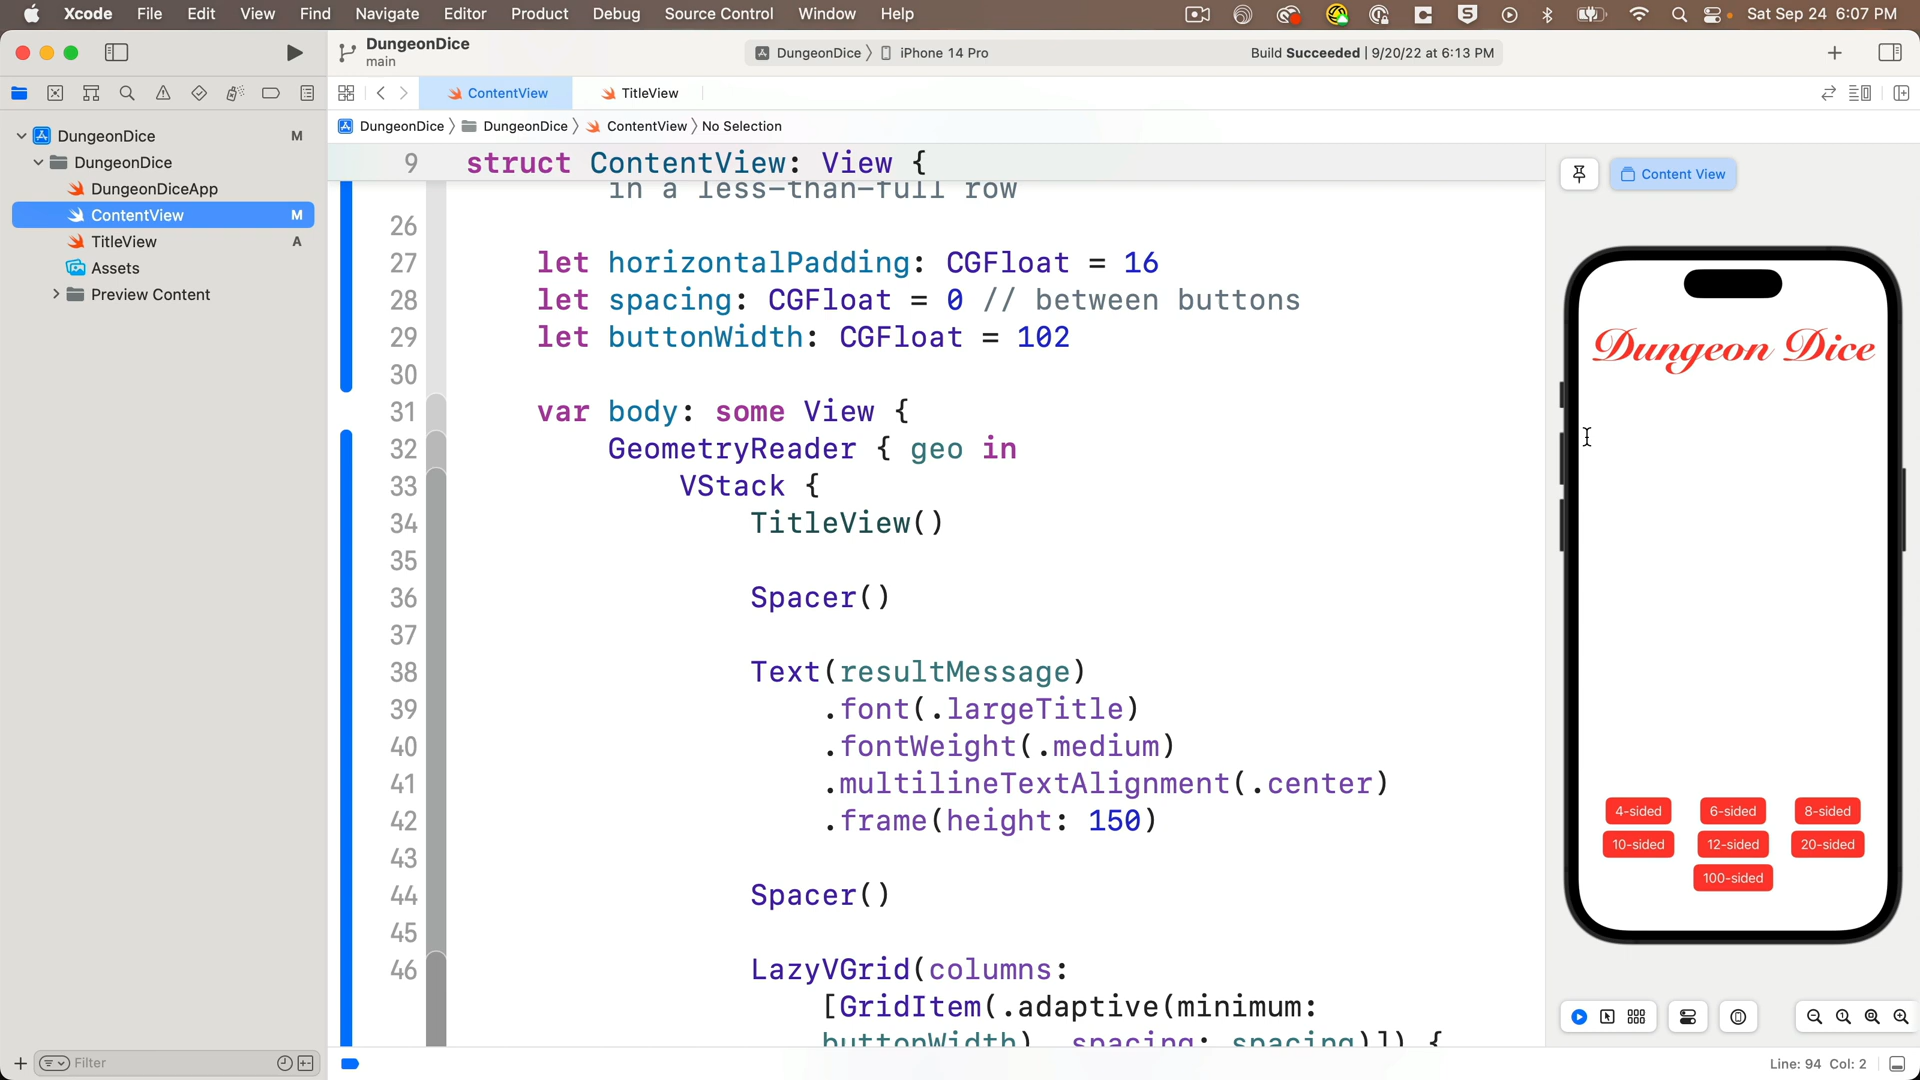 Xcode File Edit View Find Navigate Editor Product Debug Source Control Window Help Sat Sep 24 6:07 PM
DungeonDice
main
DungeonDice iPhone 14 Pro
Build Succeeded | 9/20/22 at 6:13 PM
ContentView TitleView
DungeonDice DungeonDice ContentView No Selection
DungeonDice M
DungeonDice
DungeonDiceApp
ContentView M
TitleView A
Assets
Preview Content
Filter
9 struct ContentView: View {
in a less-than-full row
26
27 let horizontalPadding: CGFloat = 16
28 let spacing: CGFloat = 0 // between buttons
29 let buttonWidth: CGFloat = 102
30
31 var body: some View {
32 GeometryReader { geo in
33 VStack {
34 TitleView()
35
36 Spacer()
37
38 Text(resultMessage)
39 .font(.largeTitle)
40 .fontWeight(.medium)
41 .multilineTextAlignment(.center)
42 .frame(height: 150)
43
44 Spacer()
45
46 LazyVGrid(columns:
[GridItem(.adaptive(minimum:
buttonWidth), spacing: spacing)]) {
Content View
Dungeon Dice
4-sided 6-sided 8-sided
10-sided 12-sided 20-sided
100-sided
Line: 94 Col: 2